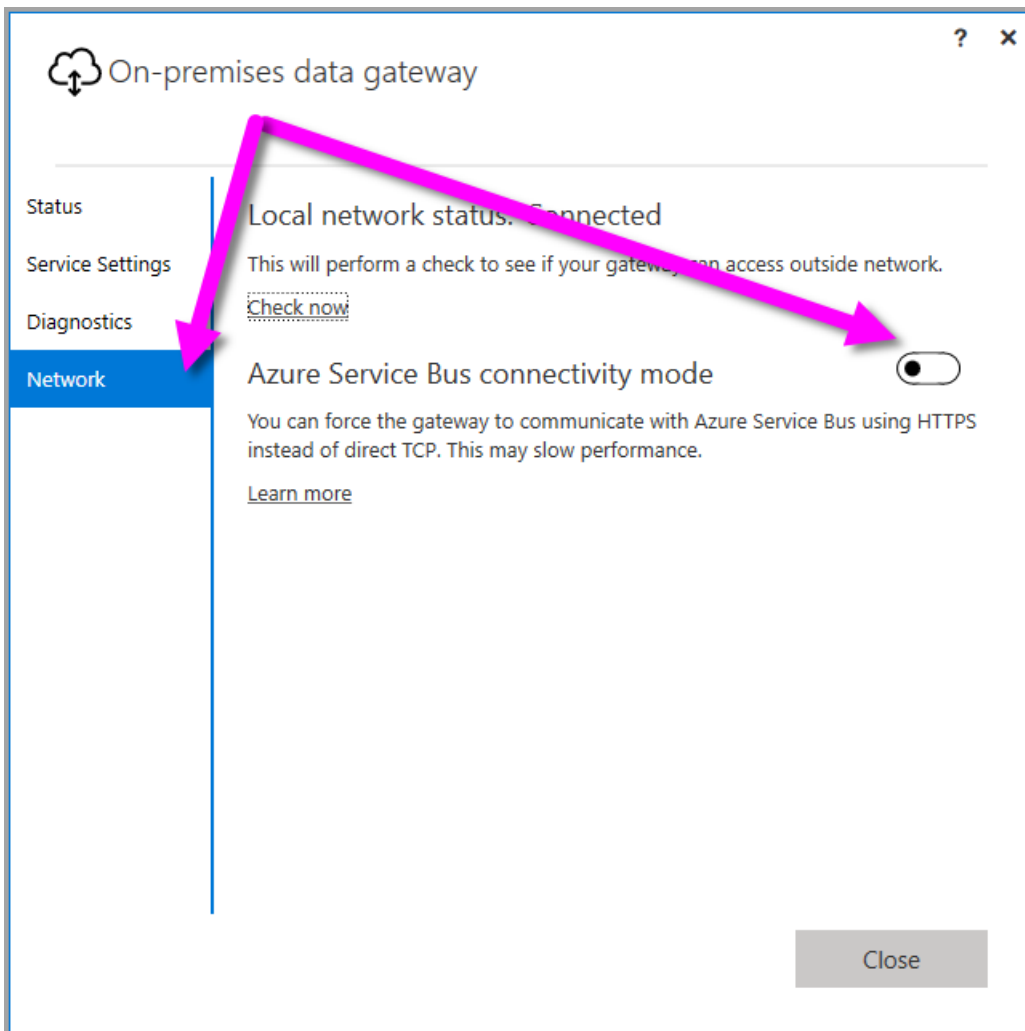 ? ×
On-premises data gateway
Status
Service Settings
Diagnostics
Network
Local network status: Connected
This will perform a check to see if your gateway can access outside network.
Check now
Azure Service Bus connectivity mode
You can force the gateway to communicate with Azure Service Bus using HTTPS
instead of direct TCP. This may slow performance.
Learn more
Close